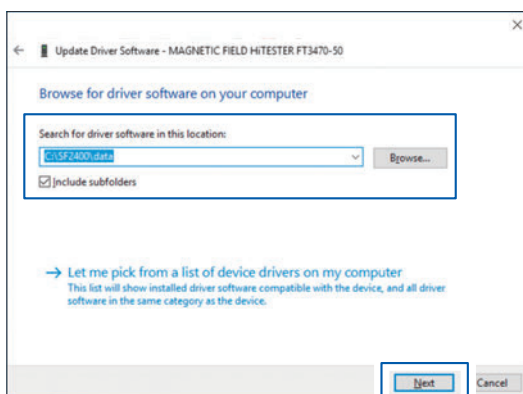 Update Driver Software - MAGNETIC FIELD HiTESTER FT3470-50
Browse for driver software on your computer
Search for driver software in this location:
C:\SF2400\data
Browse...
Include subfolders
Let me pick from a list of device drivers on my computer
This list will show installed driver software compatible with the device, and all driver
software in the same category as the device.
Next
Cancel